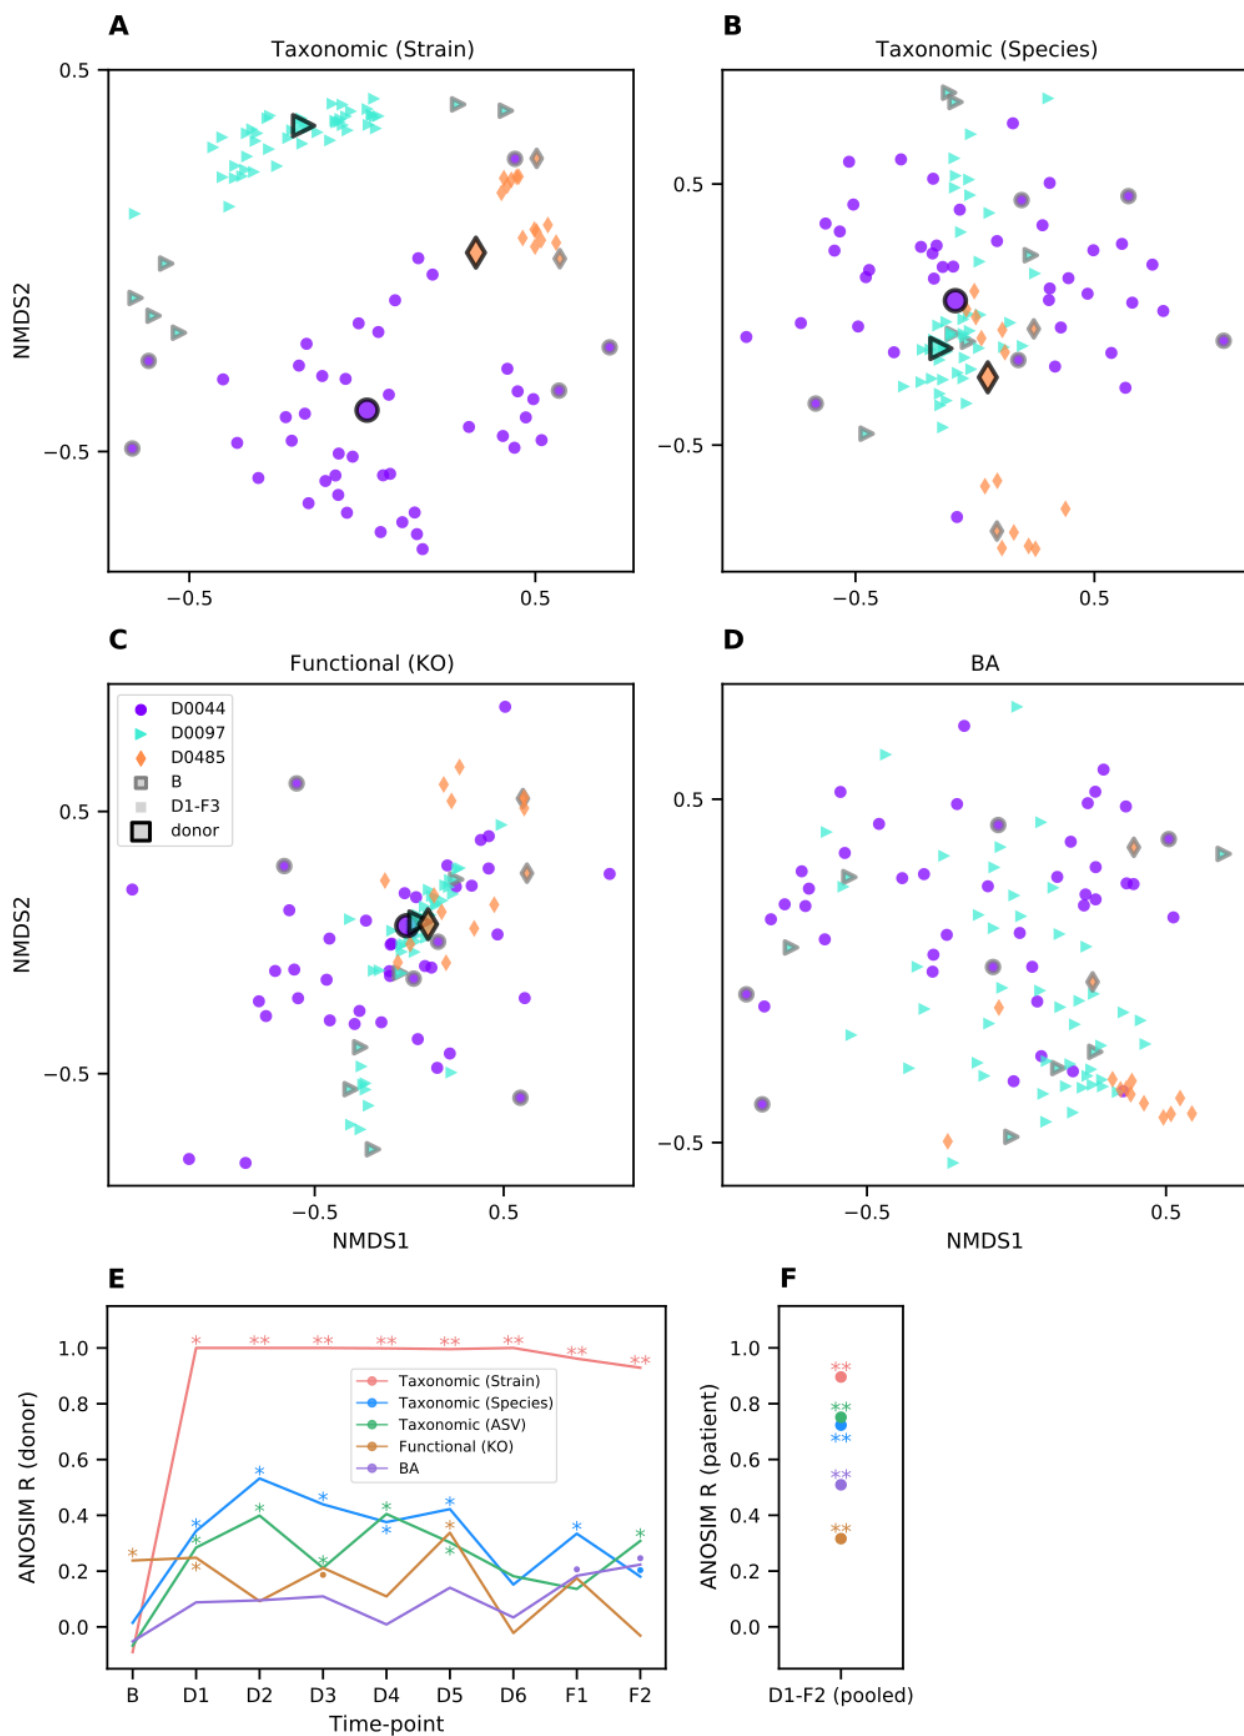 A
B
Taxonomic (Strain)
Taxonomic (Species)
0.5
−0.5
NMDS2
−0.5
0.5
0.5
−0.5
−0.5
0.5
C
D
Functional (KO)
BA
D0044
D0097
D0485
B
D1-F3
donor
0.5
−0.5
NMDS2
−0.5
0.5
NMDS1
0.5
−0.5
−0.5
0.5
NMDS1
E
F
ANOSIM R (donor)
1.0
0.8
0.6
0.4
0.2
0.0
* ** ** ** ** ** ** **
Taxonomic (Strain)
Taxonomic (Species)
Taxonomic (ASV)
Functional (KO)
BA
B D1 D2 D3 D4 D5 D6 F1 F2
Time-point
ANOSIM R (patient)
1.0
0.8
0.6
0.4
0.2
0.0
**
**
**
**
**
D1-F2 (pooled)